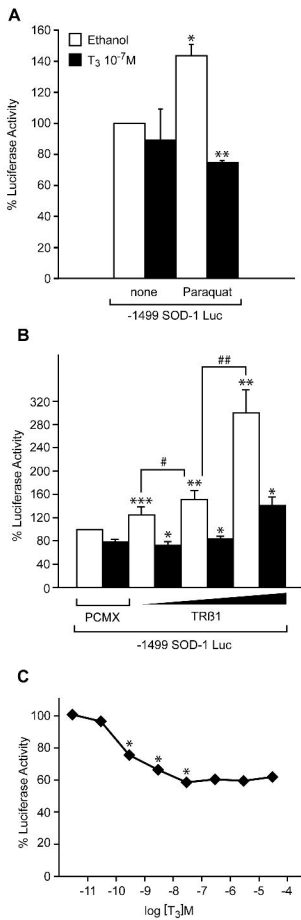 A
160
140
120
100
80
60
40
20
0
% Luciferase Activity
Ethanol
T3 10-7M
*
**
none Paraquat
-1499 SOD-1 Luc
B
320
280
240
200
160
120
80
40
0
% Luciferase Activity
##
#
***
*
**
*
**
*
PCMX TRß1
-1499 SOD-1 Luc
C
100
80
60
40
20
0
% Luciferase Activity
* * *
-11 -10 -9 -8 -7 -6 -5 -4
log [T3]M